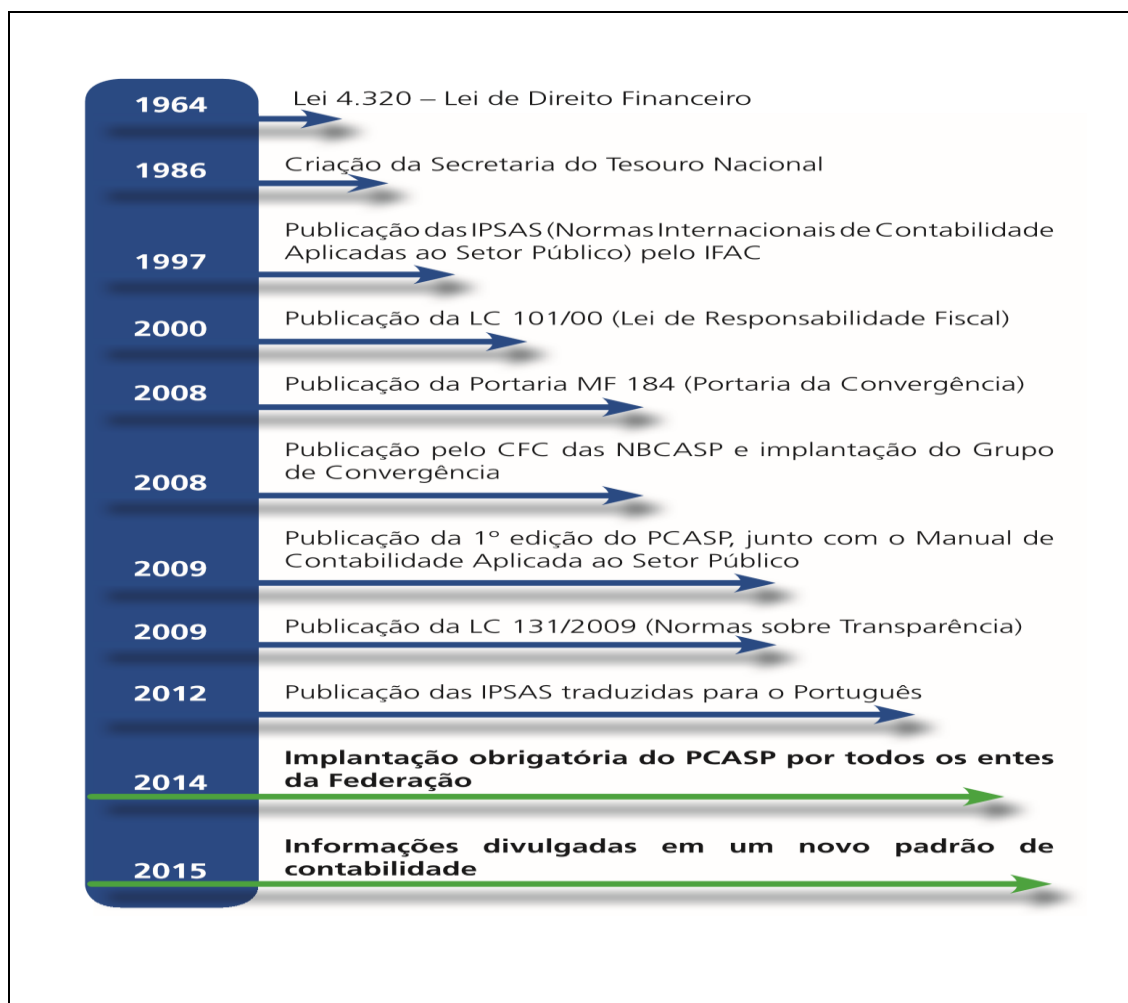 1964
Lei 4.320 – Lei de Direito Financeiro
1986
Criação da Secretaria do Tesouro Nacional
1997
Publicação das IPSAS (Normas Internacionais de Contabilidade
Aplicadas ao Setor Público) pelo IFAC
2000
Publicação da LC 101/00 (Lei de Responsabilidade Fiscal)
2008
Publicação da Portaria MF 184 (Portaria da Convergência)
2008
Publicação pelo CFC das NBCASP e implantação do Grupo
de Convergência
2009
Publicação da 1º edição do PCASP, junto com o Manual de
Contabilidade Aplicada ao Setor Público
2009
Publicação da LC 131/2009 (Normas sobre Transparência)
2012
Publicação das IPSAS traduzidas para o Português
2014
Implantação obrigatória do PCASP por todos os entes
da Federação
2015
Informações divulgadas em um novo padrão de
contabilidade